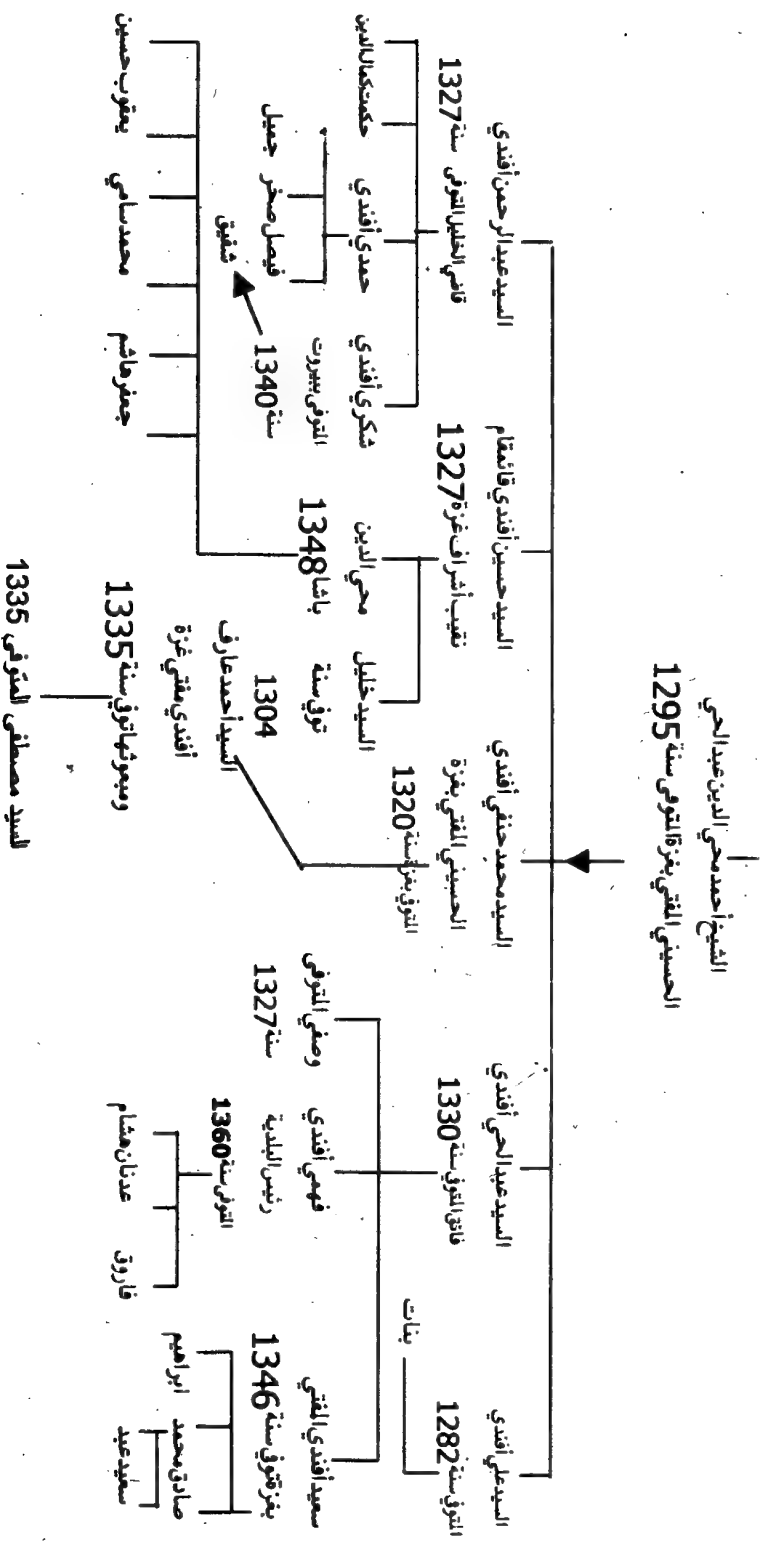 الشيخ أحمد محي الدين عبد الحي
الحسيني المفتي بغزة المتوفى سنة 1295
السيد علي أفندي
المتوفى سنة 1282
بنات
السيد عبد الحي أفندي
فائق المتوفى سنة 1330
السيد محمد حنفي أفندي
الحسيني المفتي بغزة
المتوفى بغزة سنة 1320
السيد حسين أفندي قائمقام
نقيب أشراف غزة 1327
السيد عبد الرحمن أفندي
قاضي الخليل المتوفى سنة 1327
سعيد أفندي المفتي
بغزة توفي سنة 1346
فهمي أفندي
رئيس البلدية
المتوفى سنة 1360
وصفي المتوفى
سنة 1327
السيد أحمد عارف
أفندي مفتي غزة
ومبعوثها توفي سنة 1335
السيد مصطفى المتوفى 1335
السيد خليل
توفي سنة
1304
محي الدين
باشا 1348
شكري أفندي
المتوفى ببيروت
سنة 1340
حمدي أفندي
حكمت كمال الدين
فيصل صخر جميل
شفيق
صادق محمد ابراهيم
سعيد عبد
فاروق عدنان هشام
جعفر هاشم محمد سامي يعقوب حسين